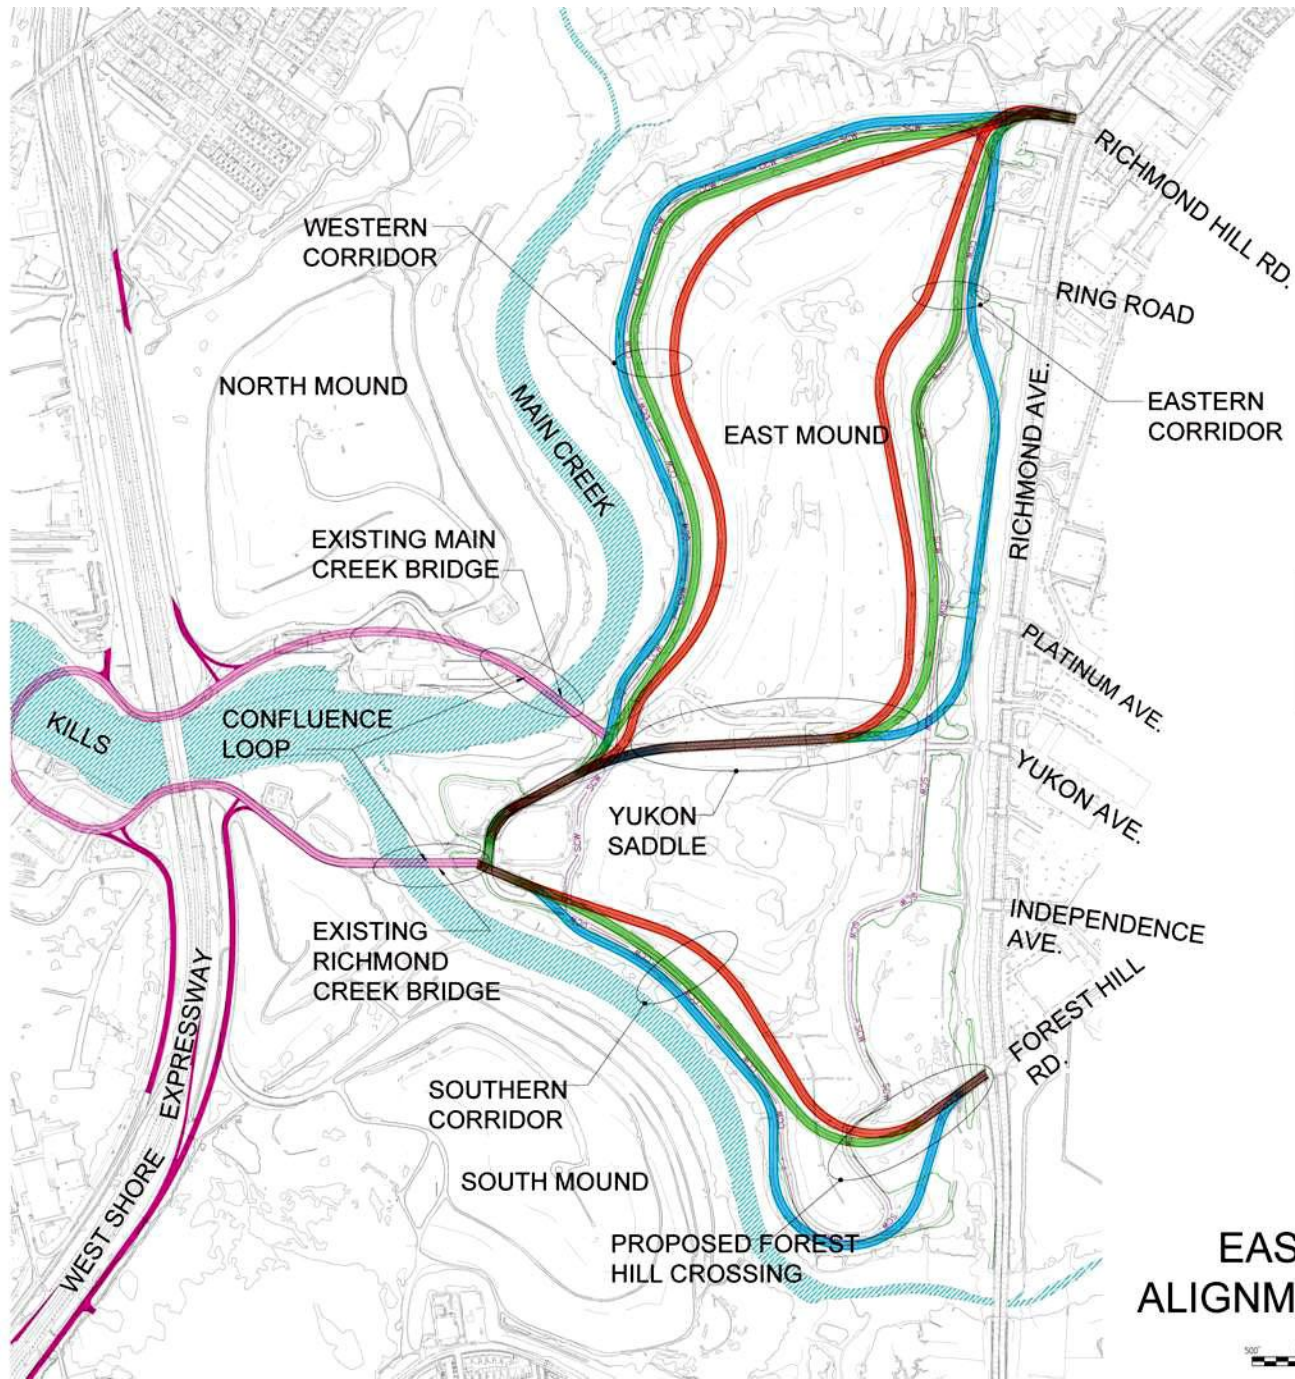 RICHMOND HILL RD.
WESTERN
CORRIDOR
RING ROAD
NORTH MOUND
MAIN CREEK
EAST MOUND
RICHMOND AVE.
EASTERN
CORRIDOR
EXISTING MAIN
CREEK BRIDGE
PLATINUM AVE.
KILLS
CONFLUENCE
LOOP
YUKON AVE.
YUKON
SADDLE
INDEPENDENCE
AVE.
EXISTING
RICHMOND
CREEK BRIDGE
FOREST HILL
RD.
WEST SHORE EXPRESSWAY
SOUTHERN
CORRIDOR
SOUTH MOUND
PROPOSED FOREST
HILL CROSSING
EAS
ALIGNM
500'